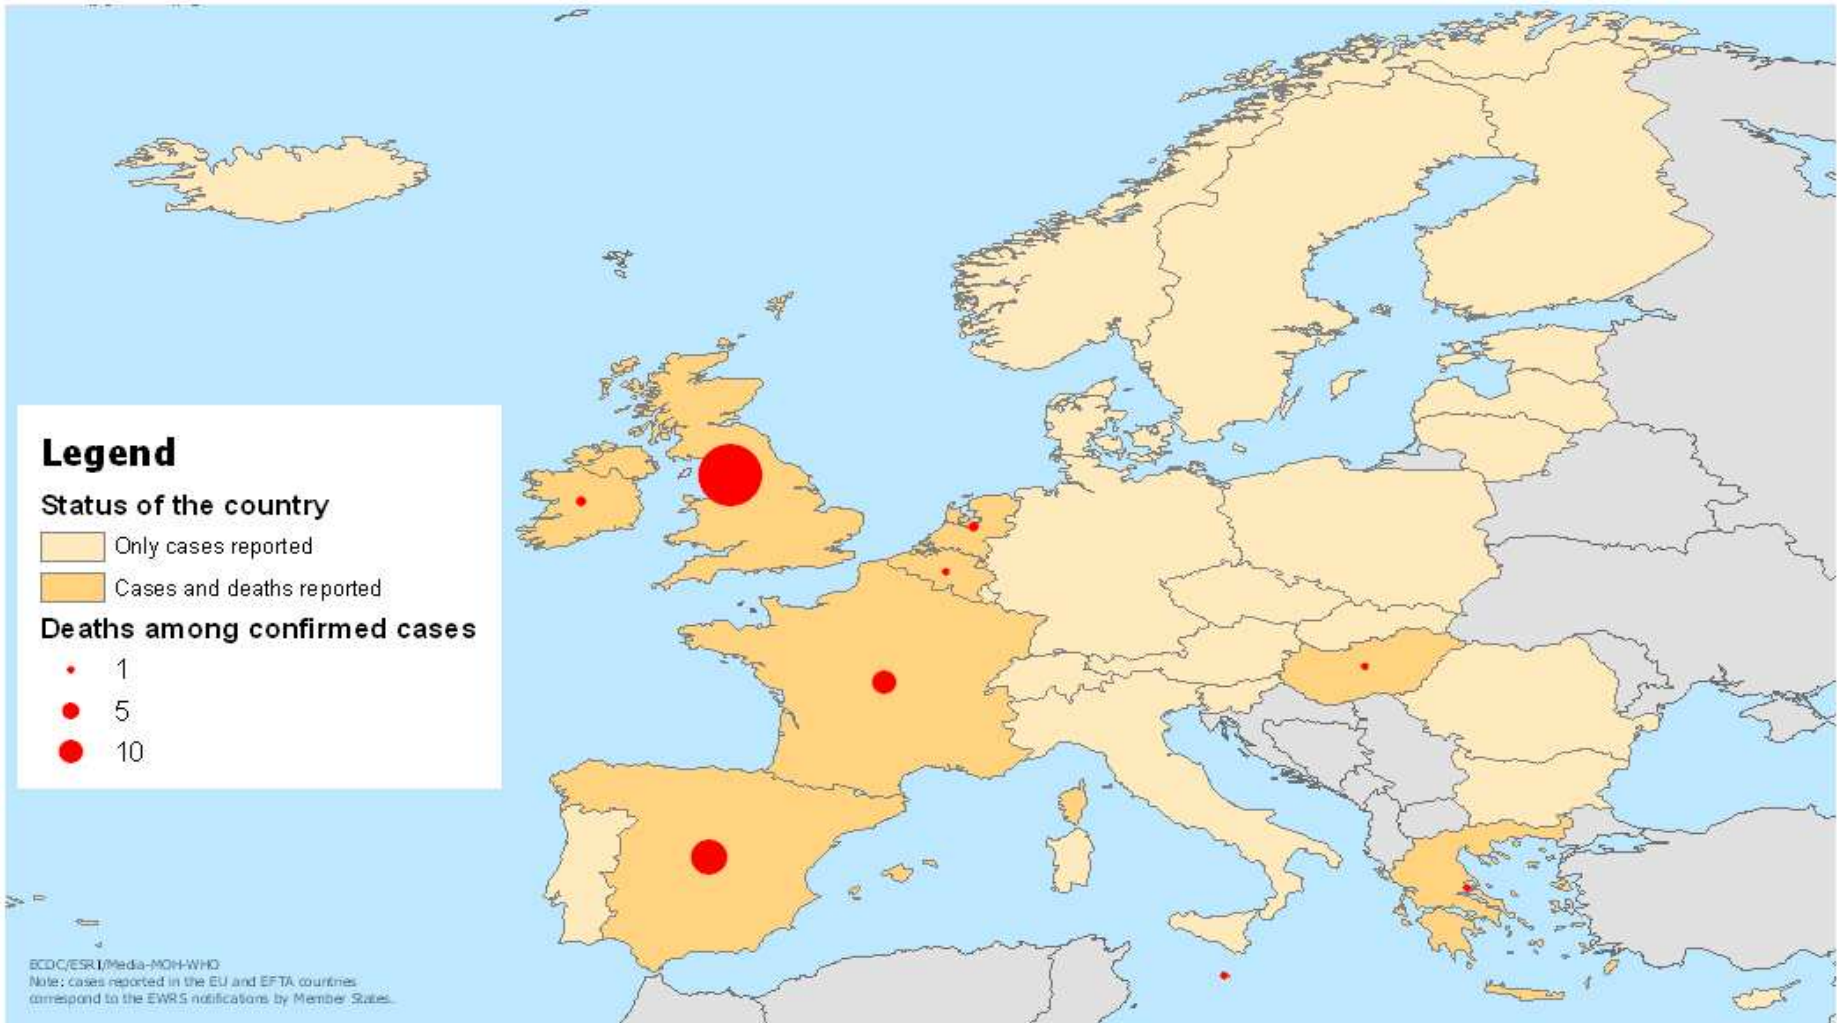 Legend
Status of the country
Only cases reported
Cases and deaths reported
Deaths among confirmed cases
1
5
10
ECDC/ESRI/Media-MOH-WHO
Note: cases reported in the EU and EFTA countries
correspond to the EWRS notifications by Member States.